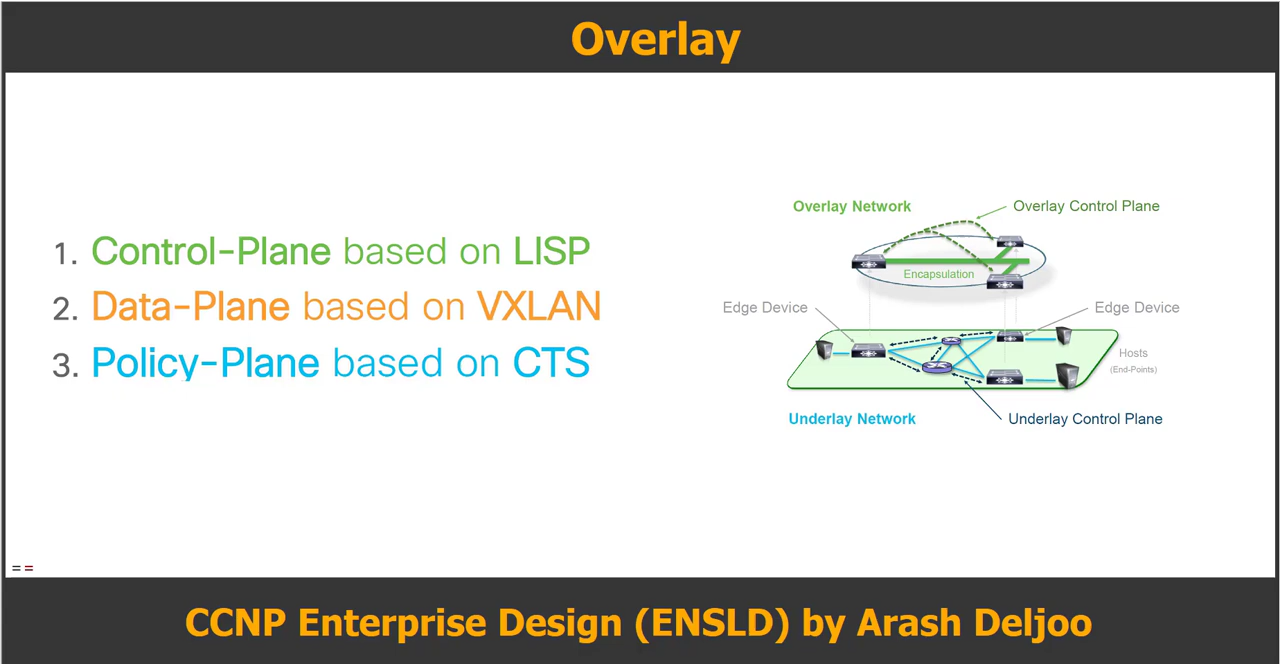 Overlay
1. Control-Plane based on LISP
2. Data-Plane based on VXLAN
3. Policy-Plane based on CTS
Overlay Network
Overlay Control Plane
Encapsulation
Edge Device
Edge Device
Hosts
(End-Points)
Underlay Network
Underlay Control Plane
CCNP Enterprise Design (ENSLD) by Arash Deljoo